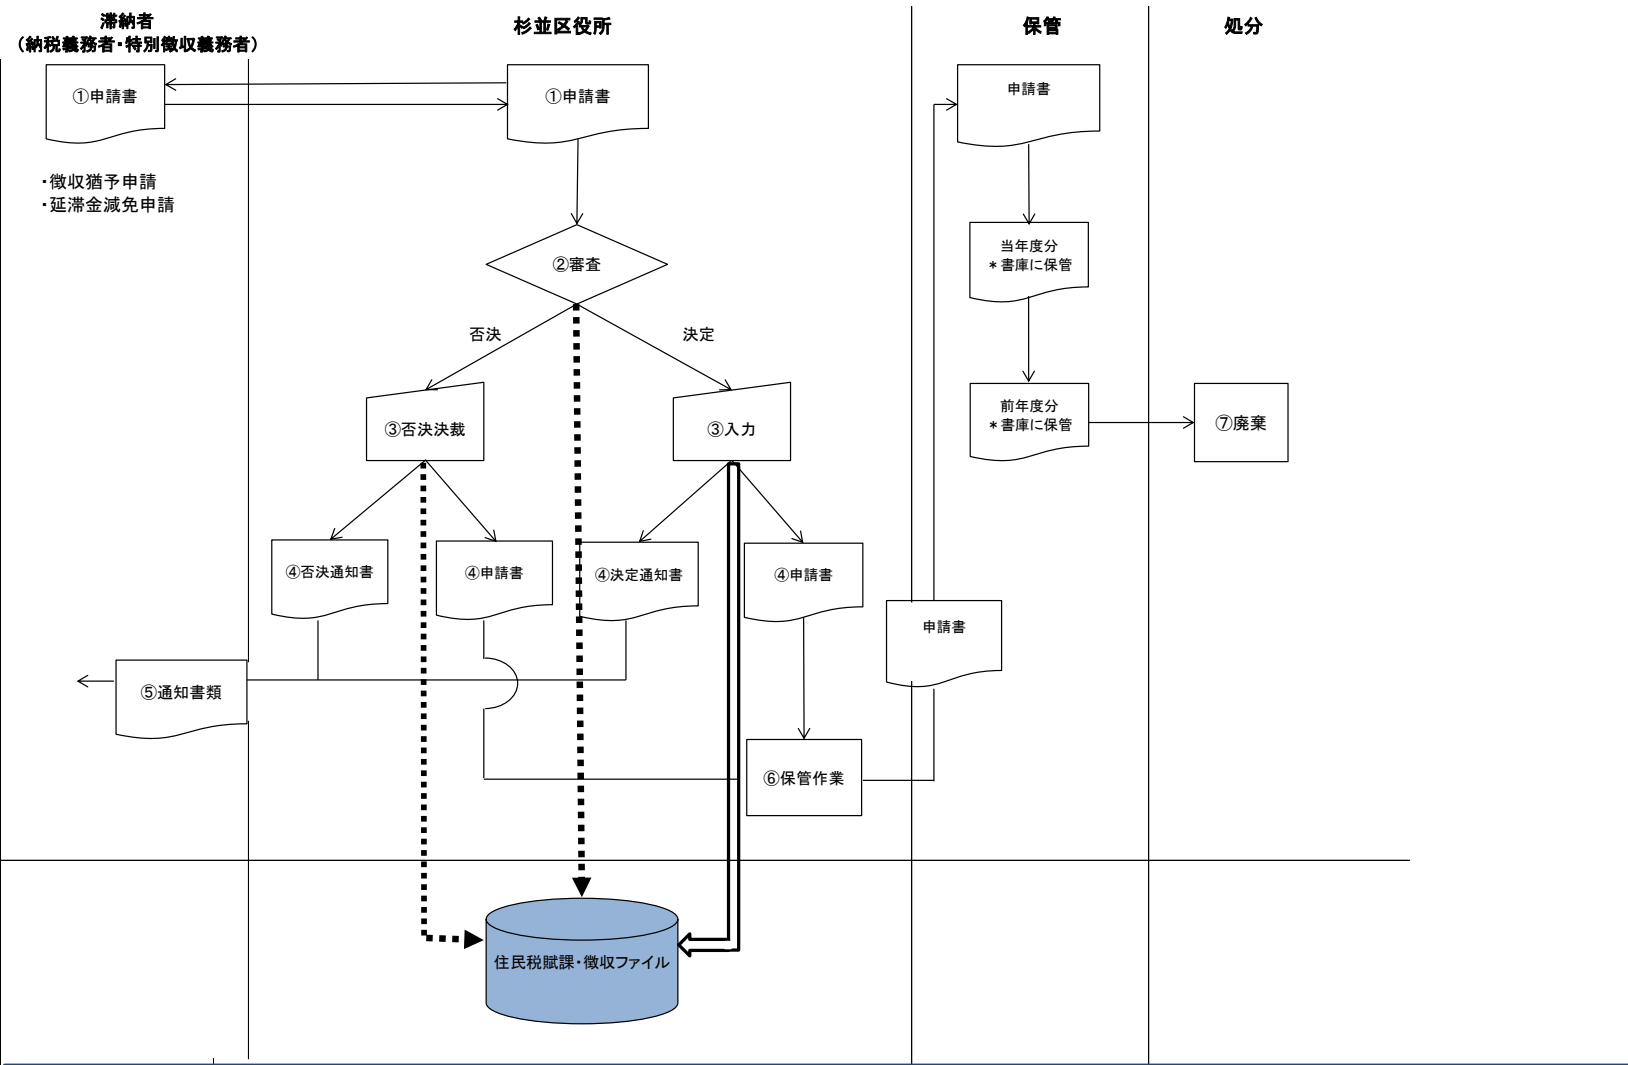 滞納者
（納税義務者・特別徴収義務者）
杉並区役所
保管
処分
①申請書
①申請書
申請書
・徴収猶予申請
・延滞金減免申請
②審査
当年度分
＊書庫に保管
否決
決定
③否決決裁
③入力
前年度分
＊書庫に保管
⑦廃棄
④否決通知書
④申請書
④決定通知書
④申請書
申請書
⑤通知書類
⑥保管作業
住民税賦課・徴収ファイル